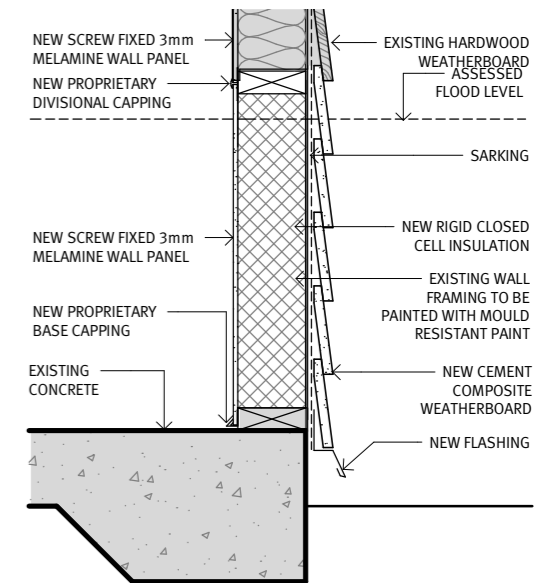 NEW SCREW FIXED 3mm
MELAMINE WALL PANEL
NEW PROPRIETARY
DIVISIONAL CAPPING
NEW SCREW FIXED 3mm
MELAMINE WALL PANEL
NEW PROPRIETARY
BASE CAPPING
EXISTING
CONCRETE
EXISTING HARDWOOD
WEATHERBOARD
ASSESSED
FLOOD LEVEL
SARKING
NEW RIGID CLOSED
CELL INSULATION
EXISTING WALL
FRAMING TO BE
PAINTED WITH MOULD
RESISTANT PAINT
NEW CEMENT
COMPOSITE
WEATHERBOARD
NEW FLASHING